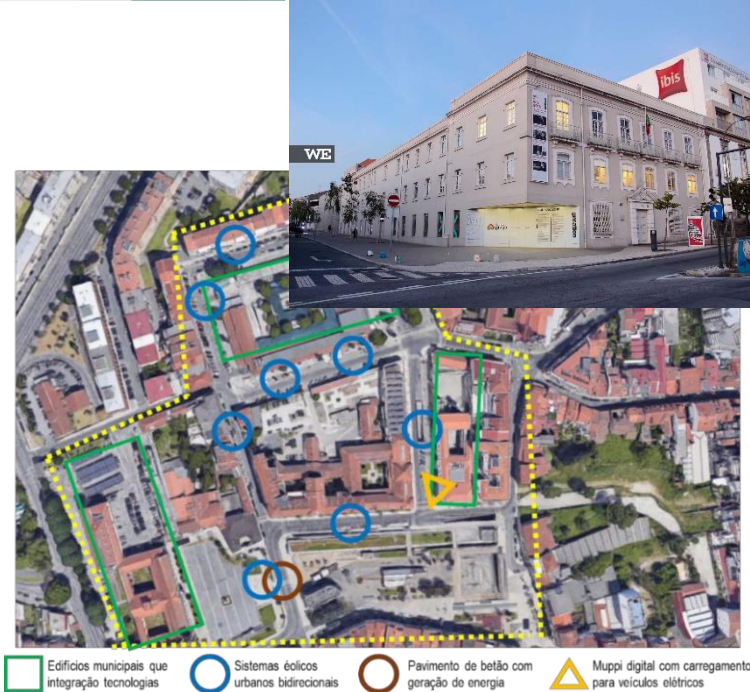 ibis
WE
Edifícios municipais que
integração tecnologias
Sistemas éolicos
urbanos bidirecionais
Pavimento de betão com
geração de energia
Muppi digital com carregamento
para veículos elétricos